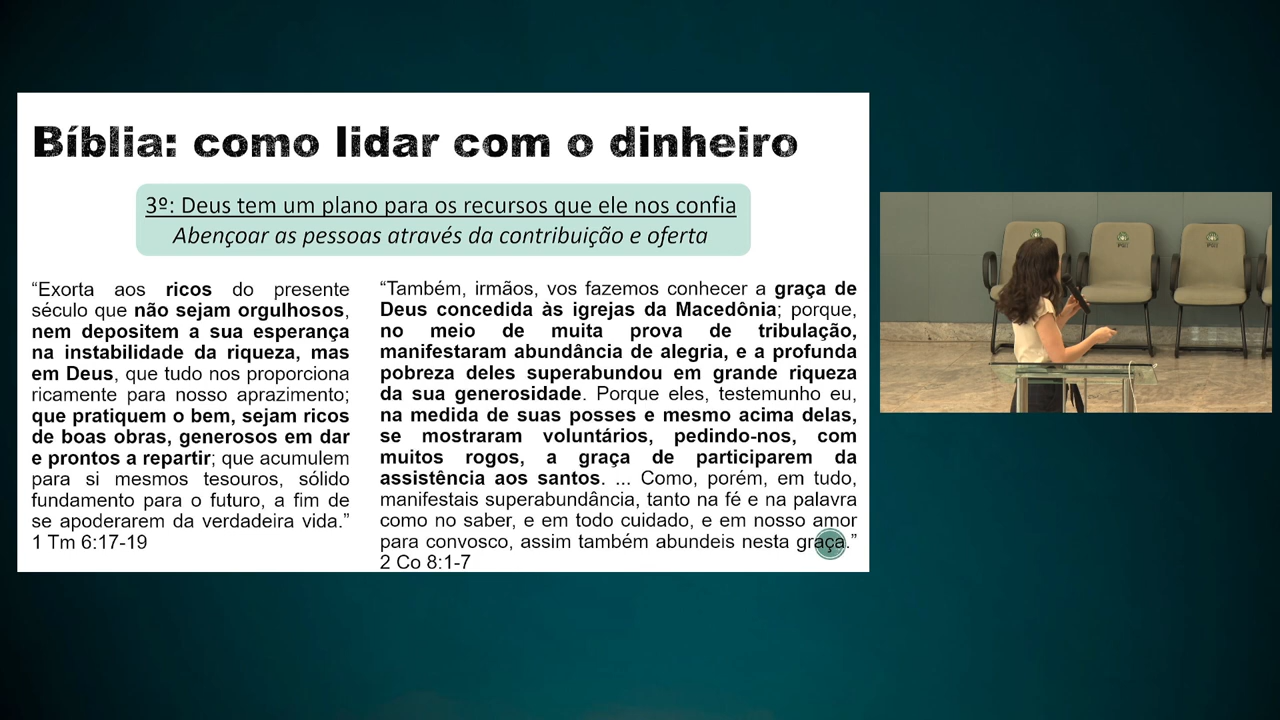 Bíblia: como lidar com o dinheiro
3º: Deus tem um plano para os recursos que ele nos confia
Abençoar as pessoas através da contribuição e oferta
“Exorta aos ricos do presente
século que não sejam orgulhosos,
nem depositem a sua esperança
na instabilidade da riqueza, mas
em Deus, que tudo nos proporciona
ricamente para nosso aprazimento;
que pratiquem o bem, sejam ricos
de boas obras, generosos em dar
e prontos a repartir; que acumulem
para si mesmos tesouros, sólido
fundamento para o futuro, a fim de
se apoderarem da verdadeira vida.”
1 Tm 6:17-19
“Também, irmãos, vos fazemos conhecer a graça de
Deus concedida às igrejas da Macedônia; porque,
no meio de muita prova de tribulação,
manifestaram abundância de alegria, e a profunda
pobreza deles superabundou em grande riqueza
da sua generosidade. Porque eles, testemunho eu,
na medida de suas posses e mesmo acima delas,
se mostraram voluntários, pedindo-nos, com
muitos rogos, a graça de participarem da
assistência aos santos. ... Como, porém, em tudo,
manifestais superabundância, tanto na fé e na palavra
como no saber, e em todo cuidado, e em nosso amor
para convosco, assim também abundeis nesta graça.”
2 Co 8:1-7